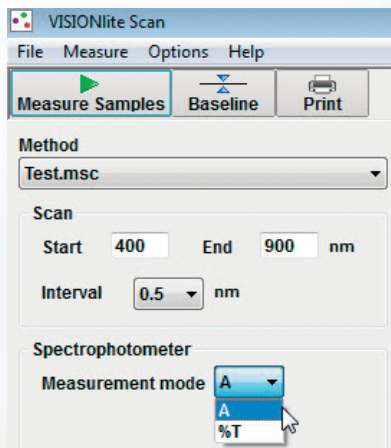 VISIONlite Scan
File Measure Options Help
Measure Samples Baseline Print
Method
Test.msc
Scan
Start 400 End 900 nm
Interval 0.5 nm
Spectrophotometer
Measurement mode A
A
%T